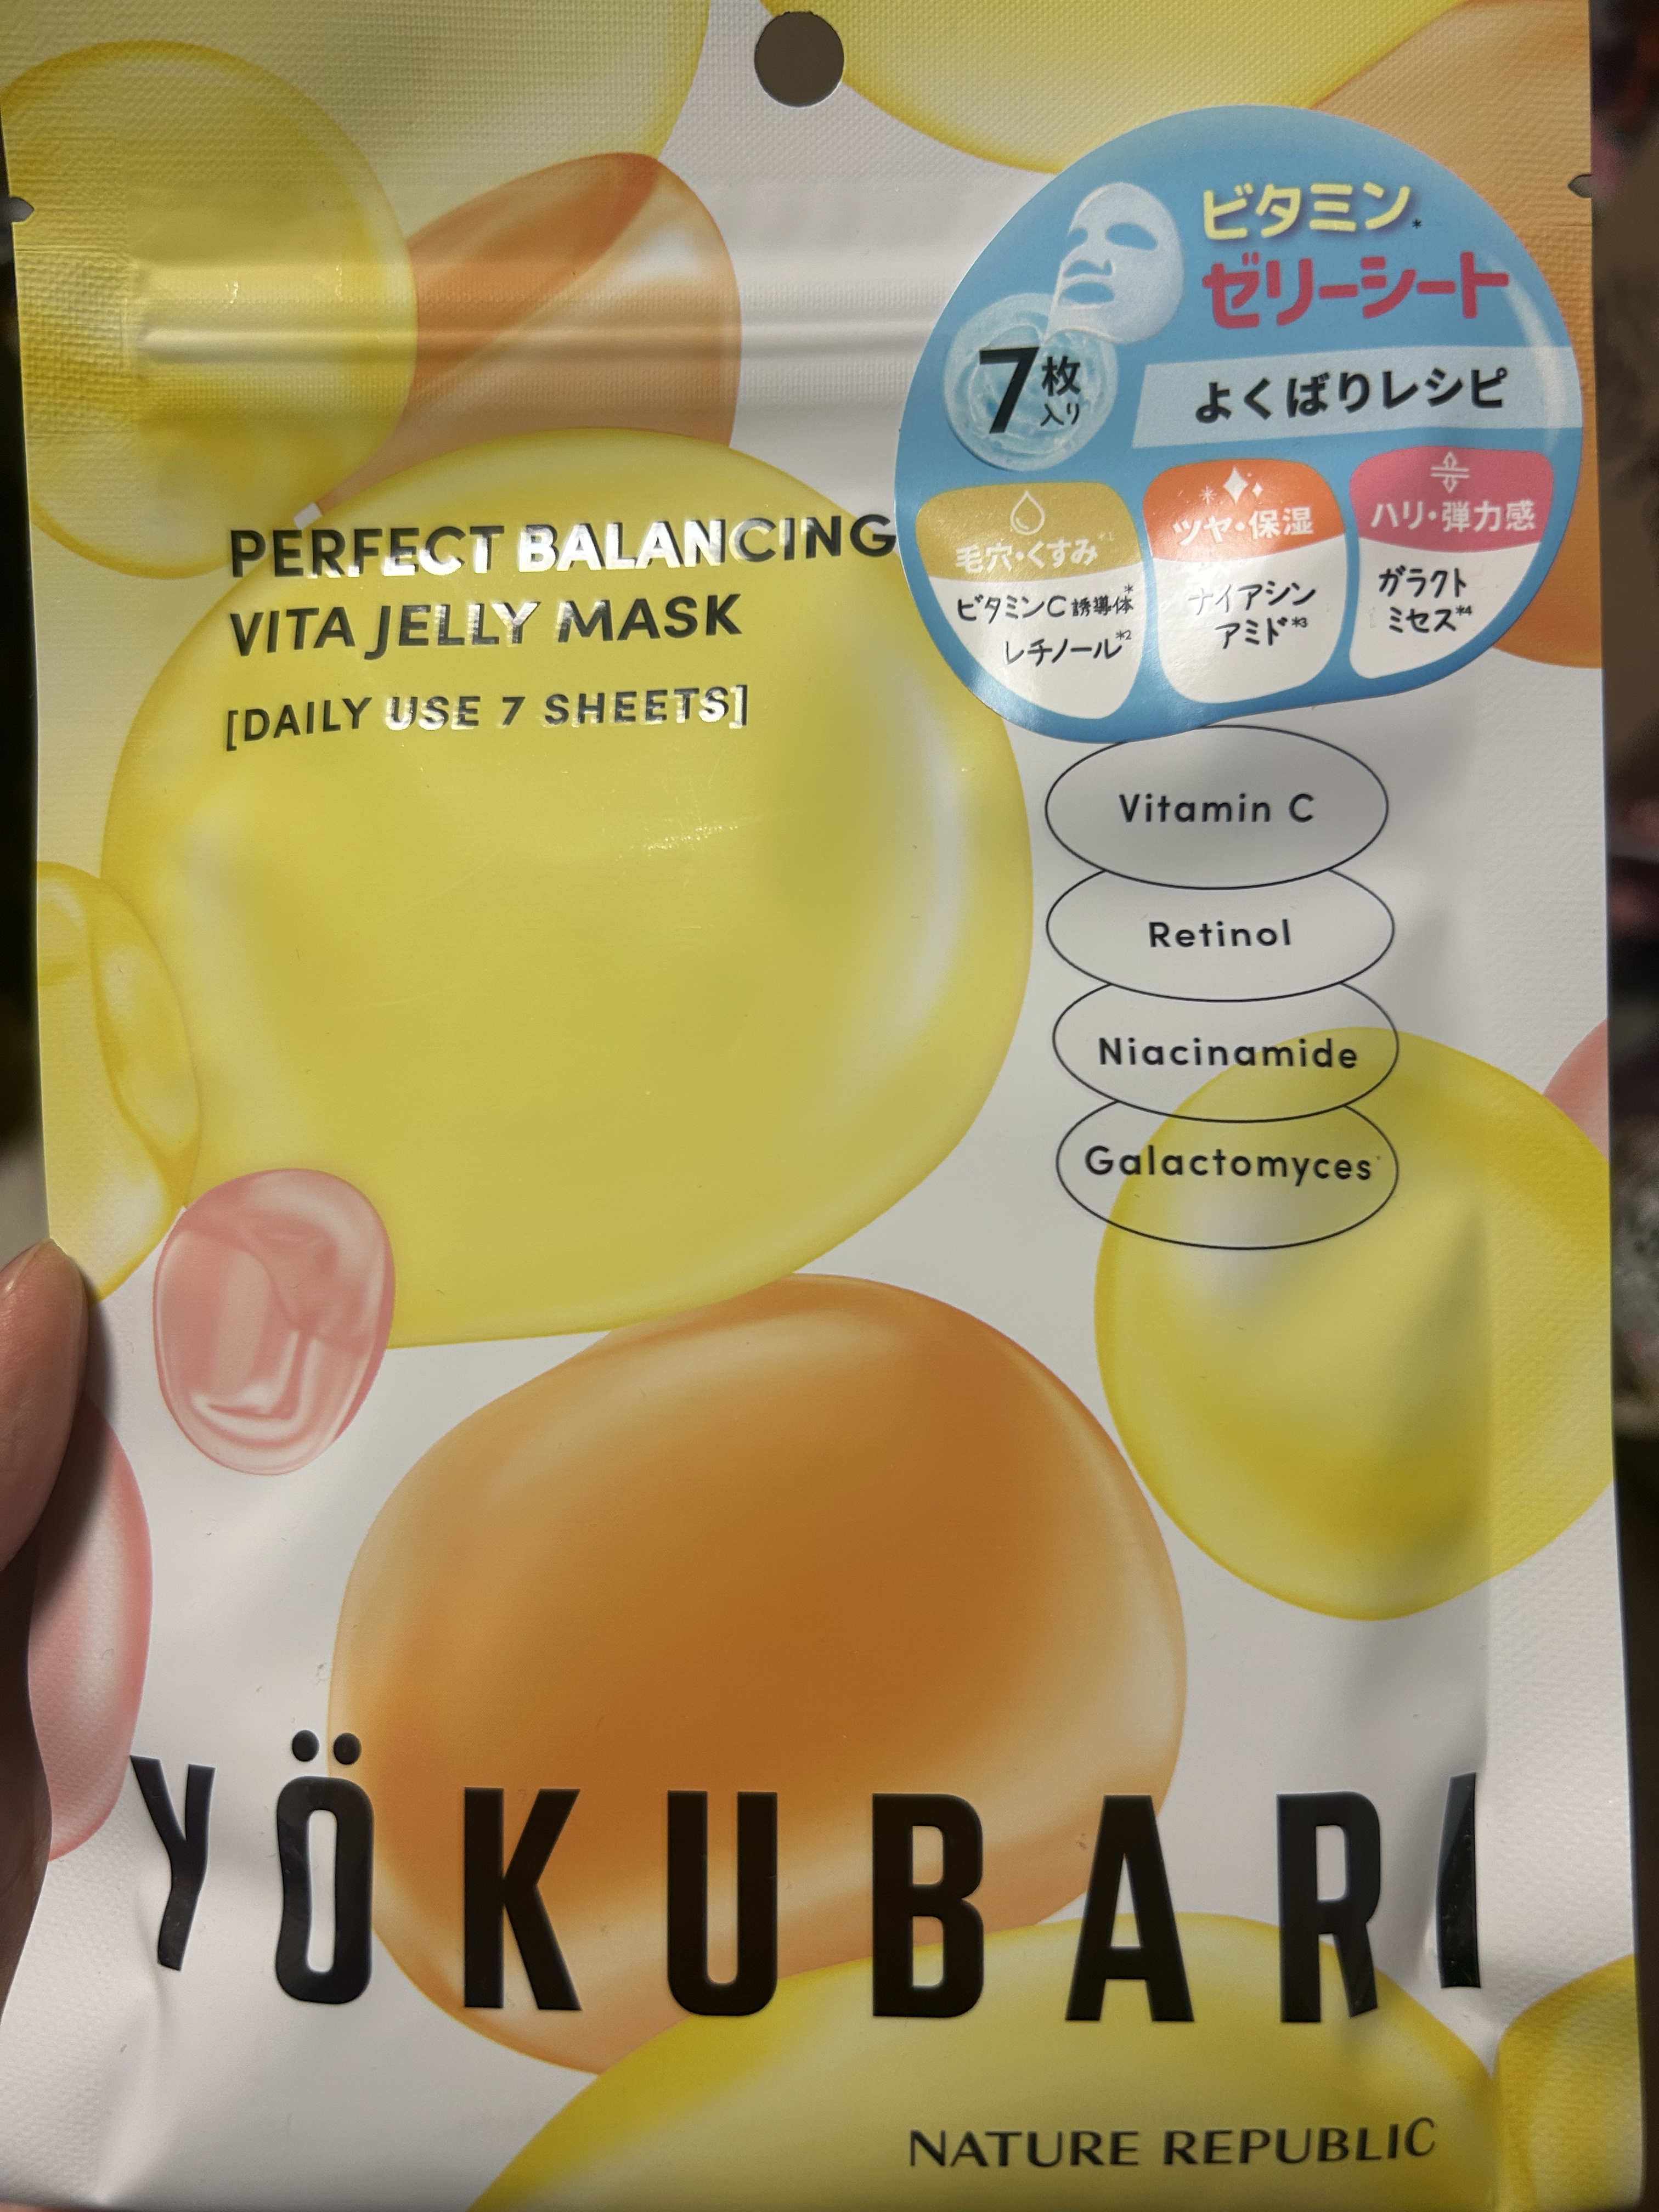 ビタミン*
ゼリーシート
7枚入り
よくばりレシピ
毛穴・くすみ*1
ビタミンC誘導体*
レチノール*2
ツヤ・保湿
ナイアシン
アミド*3
ハリ・弾力感
ガラクト
ミセス*4
PERFECT BALANCING
VITA JELLY MASK
[DAILY USE 7 SHEETS]
Vitamin C
Retinol
Niacinamide
Galactomyces*
YÖKUBARI
NATURE REPUBLIC